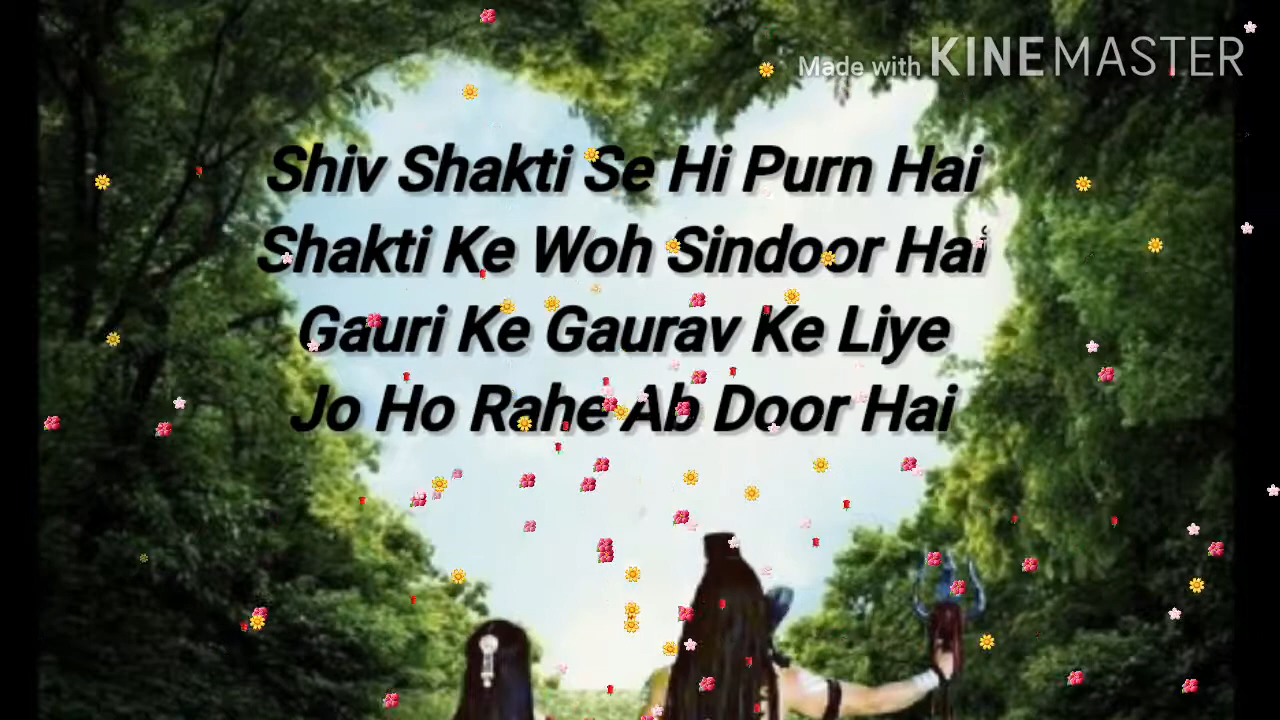 Made with KINEMASTER
Shiv Shakti Se Hi Purn Hai
Shakti Ke Woh Sindoor Hai
Gauri Ke Gaurav Ke Liye
Jo Ho Rahe Ab Door Hai